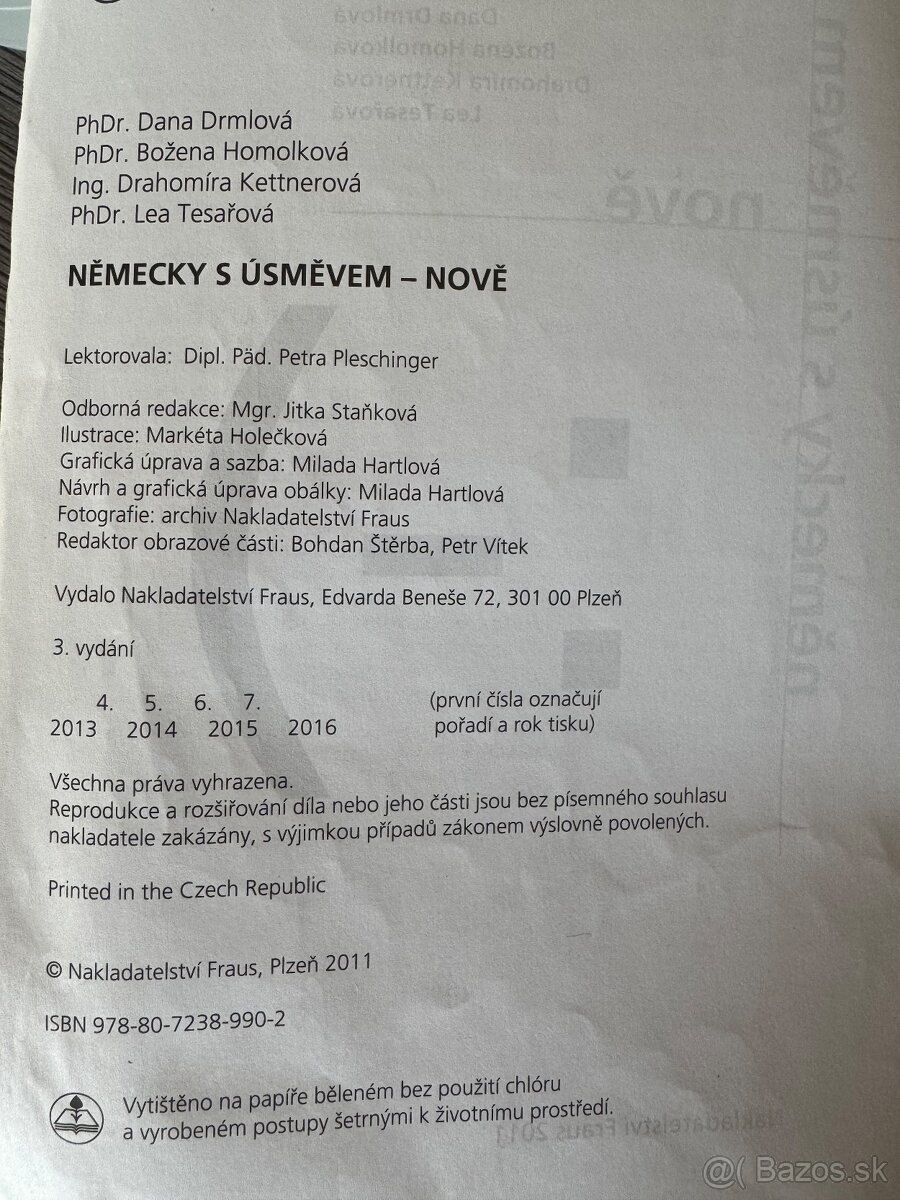 PhDr. Dana Drmlová
PhDr. Božena Homolková
Ing. Drahomíra Kettnerová
PhDr. Lea Tesařová
NĚMECKY S ÚSMĚVEM – NOVĚ
Lektorovala: Dipl. Päd. Petra Pleschinger
Odborná redakce: Mgr. Jitka Staňková
Ilustrace: Markéta Holečková
Grafická úprava a sazba: Milada Hartlová
Návrh a grafická úprava obálky: Milada Hartlová
Fotografie: archiv Nakladatelství Fraus
Redaktor obrazové části: Bohdan Štěrba, Petr Vítek
Vydalo Nakladatelství Fraus, Edvarda Beneše 72, 301 00 Plzeň
3. vydání
4. 5. 6. 7. (první čísla označují
2013 2014 2015 2016 pořadí a rok tisku)
Všechna práva vyhrazena.
Reprodukce a rozšiřování díla nebo jeho části jsou bez písemného souhlasu
nakladatele zakázány, s výjimkou případů zákonem výslovně povolených.
Printed in the Czech Republic
© Nakladatelství Fraus, Plzeň 2011
ISBN 978-80-7238-990-2
Vytištěno na papíře běleném bez použití chlóru
a vyrobeném postupy šetrnými k životnímu prostředí.
@( Bazos.sk